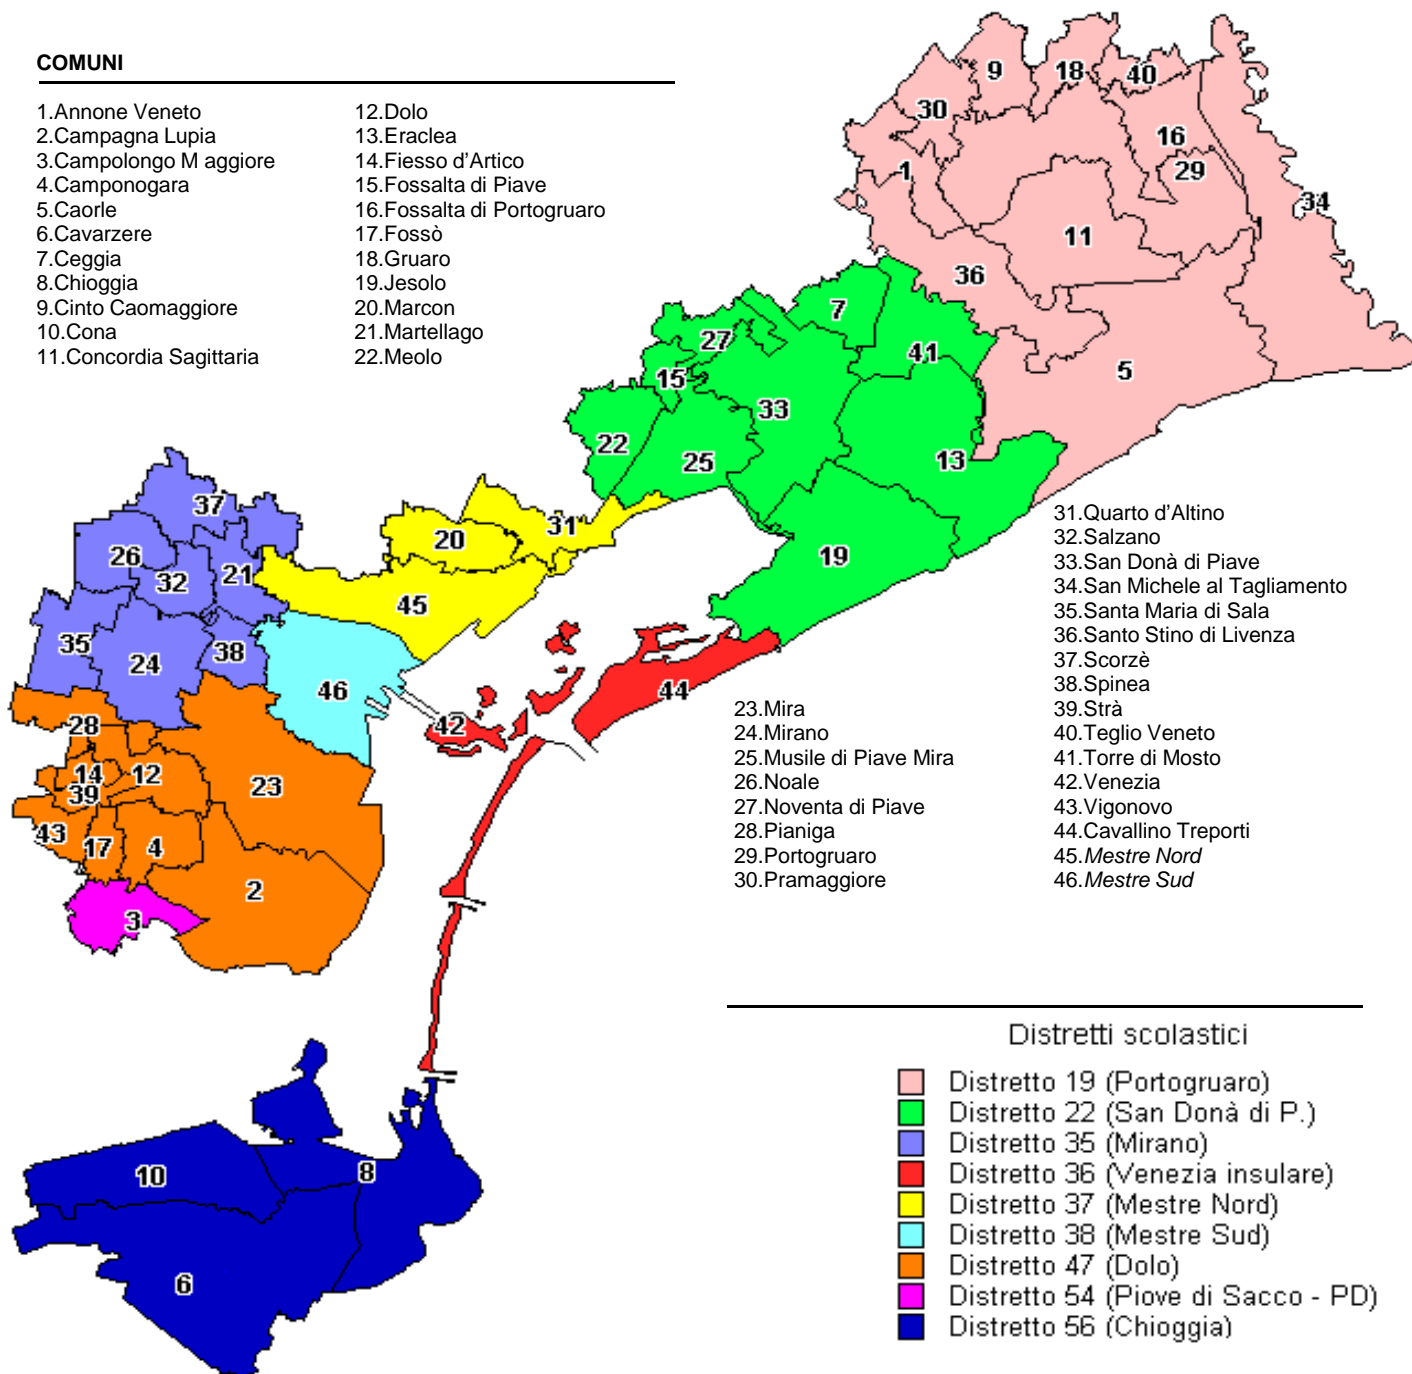 COMUNI
1.Annone Veneto
2.Campagna Lupia
3.Campolongo M aggiore
4.Camponogara
5.Caorle
6.Cavarzere
7.Ceggia
8.Chioggia
9.Cinto Caomaggiore
10.Cona
11.Concordia Sagittaria
12.Dolo
13.Eraclea
14.Fiesso d'Artico
15.Fossalta di Piave
16.Fossalta di Portogruaro
17.Fossò
18.Gruaro
19.Jesolo
20.Marcon
21.Martellago
22.Meolo
23.Mira
24.Mirano
25.Musile di Piave Mira
26.Noale
27.Noventa di Piave
28.Pianiga
29.Portogruaro
30.Pramaggiore
31.Quarto d'Altino
32.Salzano
33.San Donà di Piave
34.San Michele al Tagliamento
35.Santa Maria di Sala
36.Santo Stino di Livenza
37.Scorzè
38.Spinea
39.Strà
40.Teglio Veneto
41.Torre di Mosto
42.Venezia
43.Vigonovo
44.Cavallino Treporti
45.Mestre Nord
46.Mestre Sud
9
18
40
30
16
1
29
34
11
36
7
27
41
15
5
33
22
25
13
37
31
20
26
32
21
19
45
35
38
24
46
44
28
42
14
12
23
39
43
17
4
2
3
10
8
6
Distretti scolastici
Distretto 19 (Portogruaro)
Distretto 22 (San Donà di P.)
Distretto 35 (Mirano)
Distretto 36 (Venezia insulare)
Distretto 37 (Mestre Nord)
Distretto 38 (Mestre Sud)
Distretto 47 (Dolo)
Distretto 54 (Piove di Sacco - PD)
Distretto 56 (Chioggia)